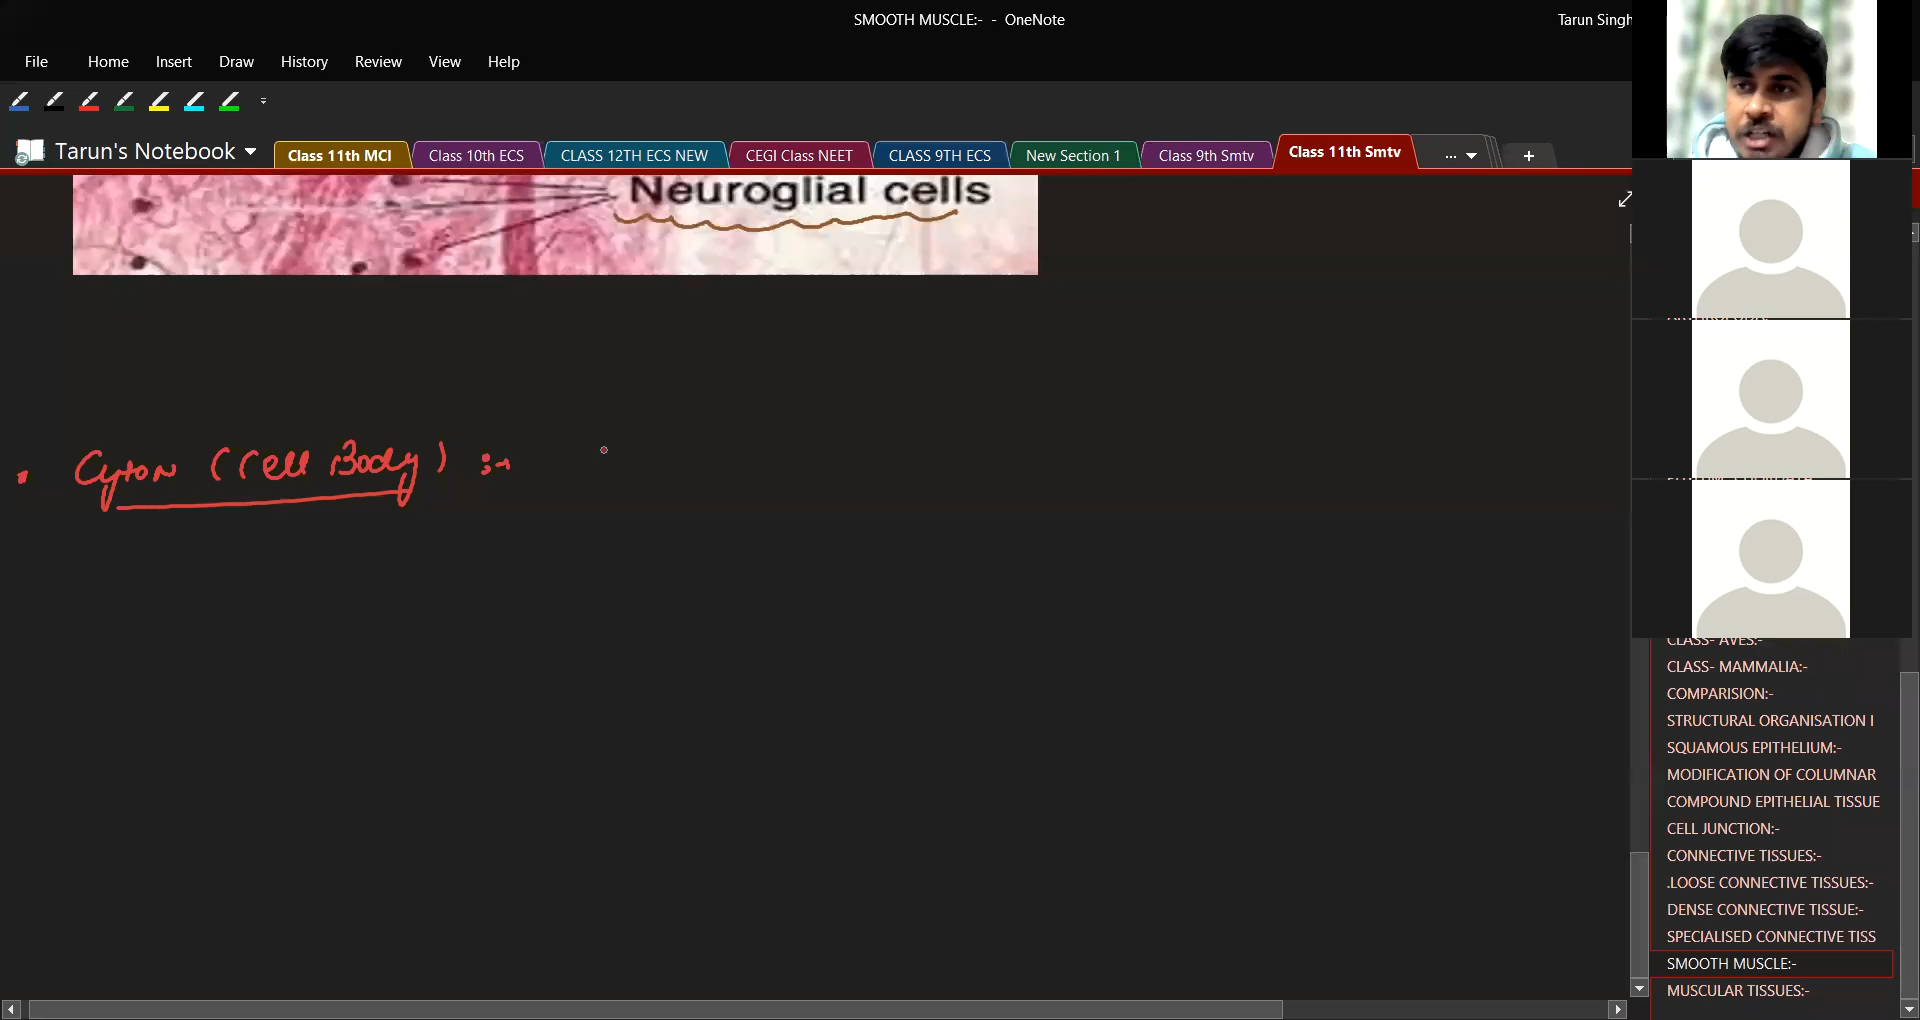 SMOOTH MUSCLE:- - OneNote
Tarun Singh
File Home Insert Draw History Review View Help
Tarun's Notebook
Class 11th MCI
Class 10th ECS
CLASS 12TH ECS NEW
CEGI Class NEET
CLASS 9TH ECS
New Section 1
Class 9th Smtv
Class 11th Smtv
...
+
Neuroglial cells
Cyton (Cell Body) :-
CLASS- AVES:-
CLASS- MAMMALIA:-
COMPARISION:-
STRUCTURAL ORGANISATION I
SQUAMOUS EPITHELIUM:-
MODIFICATION OF COLUMNAR
COMPOUND EPITHELIAL TISSUE
CELL JUNCTION:-
CONNECTIVE TISSUES:-
.LOOSE CONNECTIVE TISSUES:-
DENSE CONNECTIVE TISSUE:-
SPECIALISED CONNECTIVE TISS
SMOOTH MUSCLE:-
MUSCULAR TISSUES:-